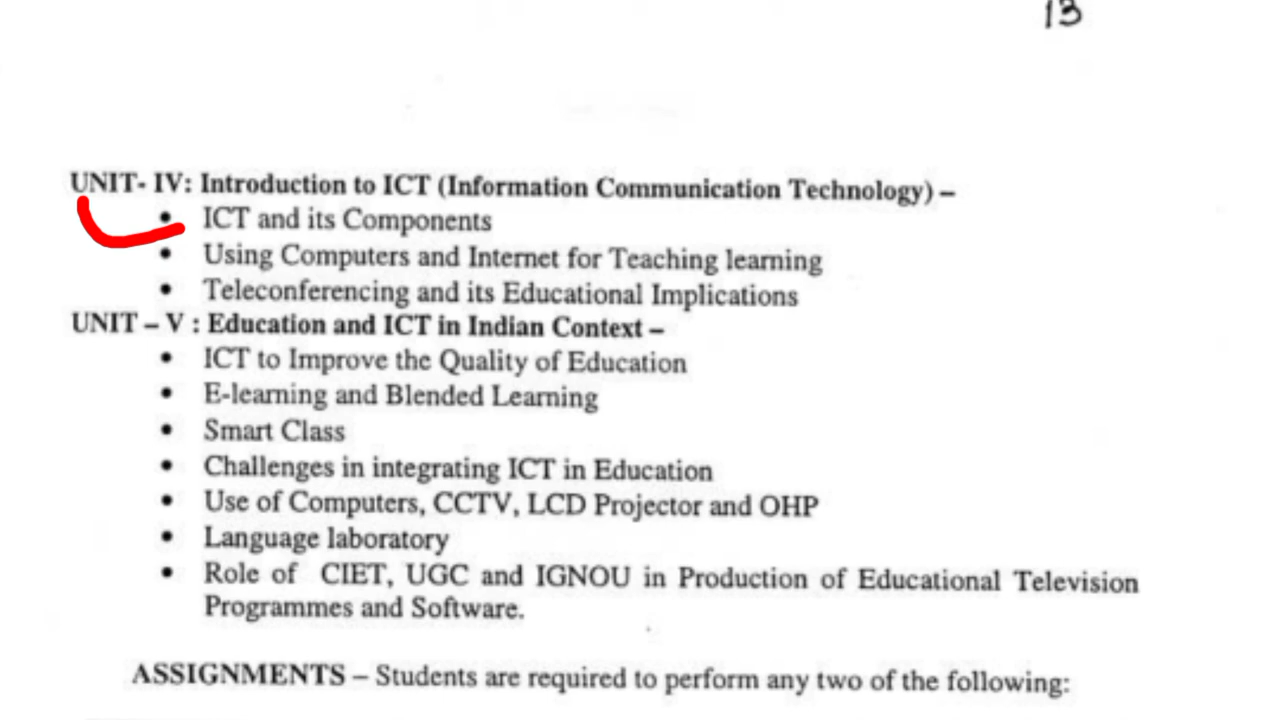 13
UNIT- IV: Introduction to ICT (Information Communication Technology) –
• ICT and its Components
• Using Computers and Internet for Teaching learning
• Teleconferencing and its Educational Implications
UNIT – V : Education and ICT in Indian Context –
• ICT to Improve the Quality of Education
• E-learning and Blended Learning
• Smart Class
• Challenges in integrating ICT in Education
• Use of Computers, CCTV, LCD Projector and OHP
• Language laboratory
• Role of CIET, UGC and IGNOU in Production of Educational Television
Programmes and Software.
ASSIGNMENTS – Students are required to perform any two of the following: